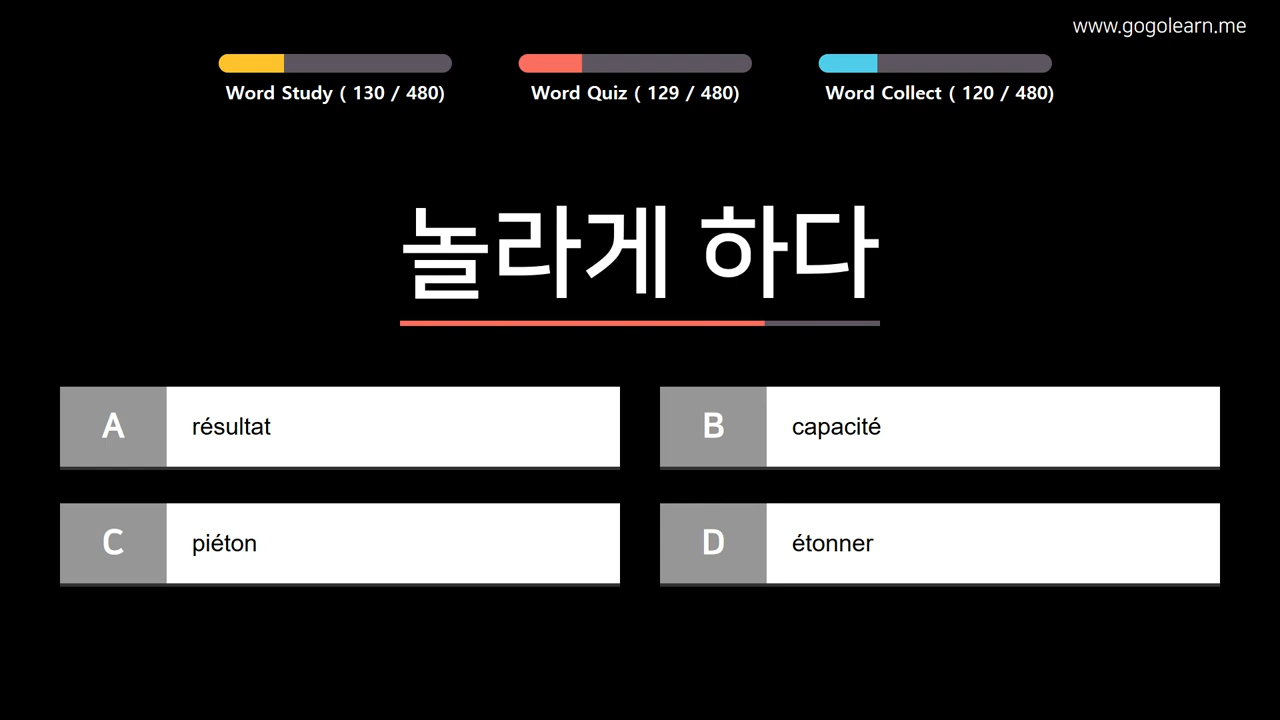 www.gogolearn.me
Word Study ( 130 / 480)
Word Quiz ( 129 / 480)
Word Collect ( 120 / 480)
놀라게 하다
A résultat
B capacité
C piéton
D étonner